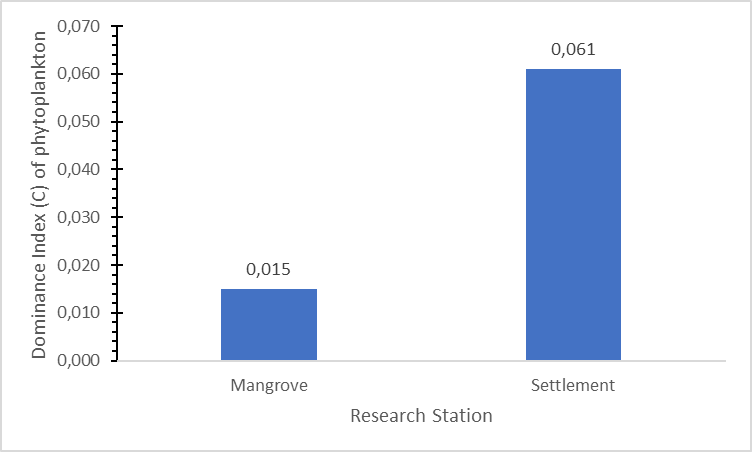 Dominance Index (C) of phytoplankton
0,070
0,060
0,050
0,040
0,030
0,020
0,010
0,000
0,015
0,061
Mangrove
Settlement
Research Station